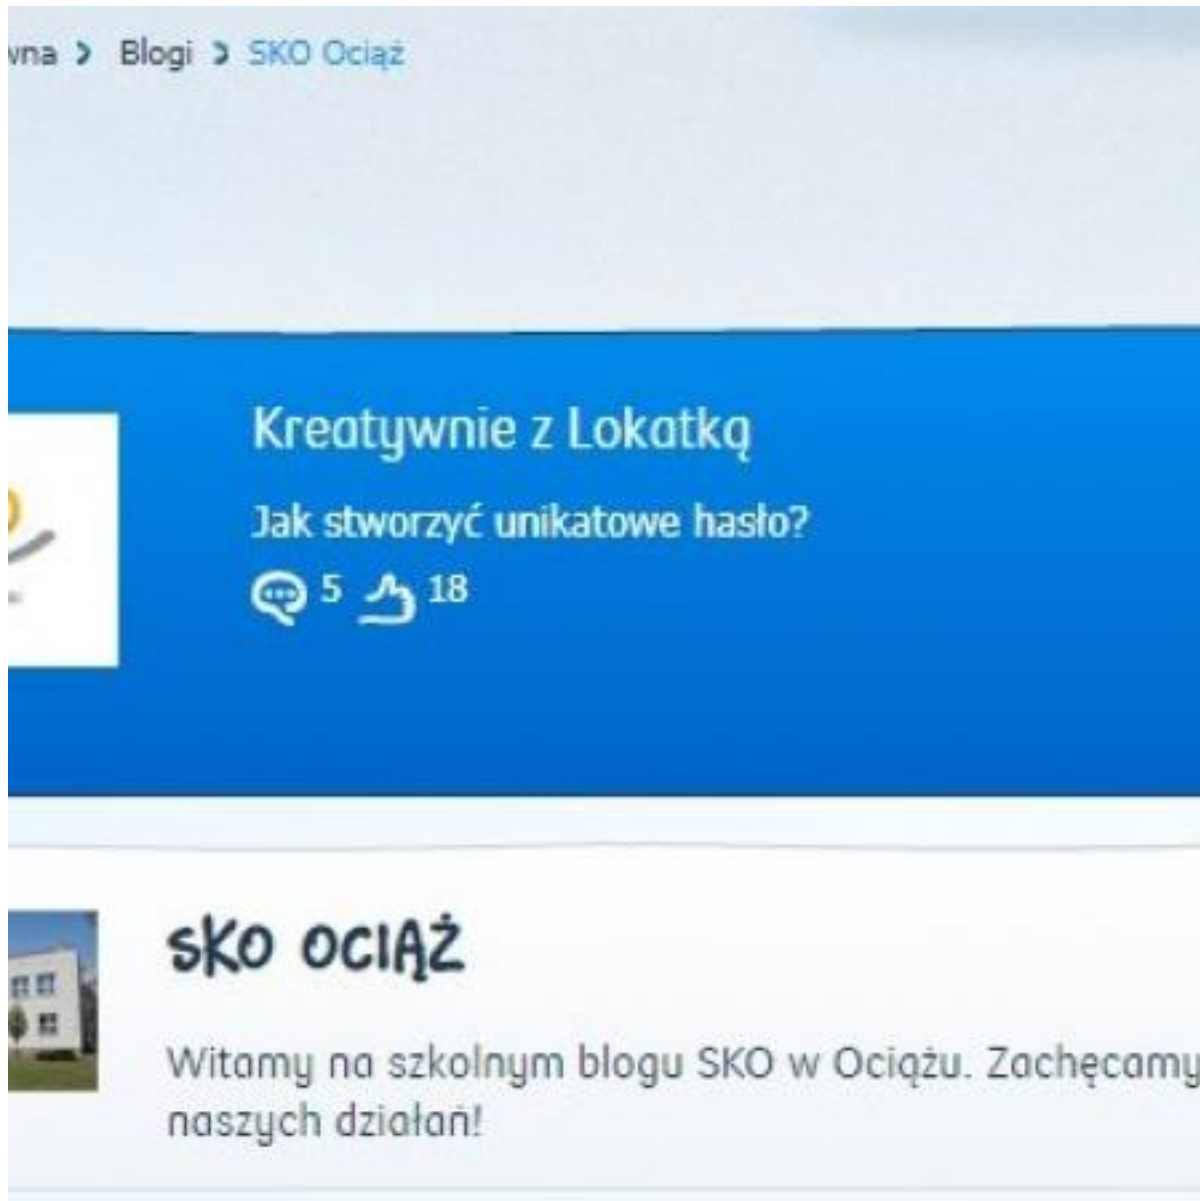 Blogi › SKO Ociąż
Kreatywnie z Lokatką
Jak stworzyć unikatowe hasło?
5 18
SKO OCIĄŻ
Witamy na szkolnym blogu SKO w Ociążu. Zachęcamy
naszych działań!